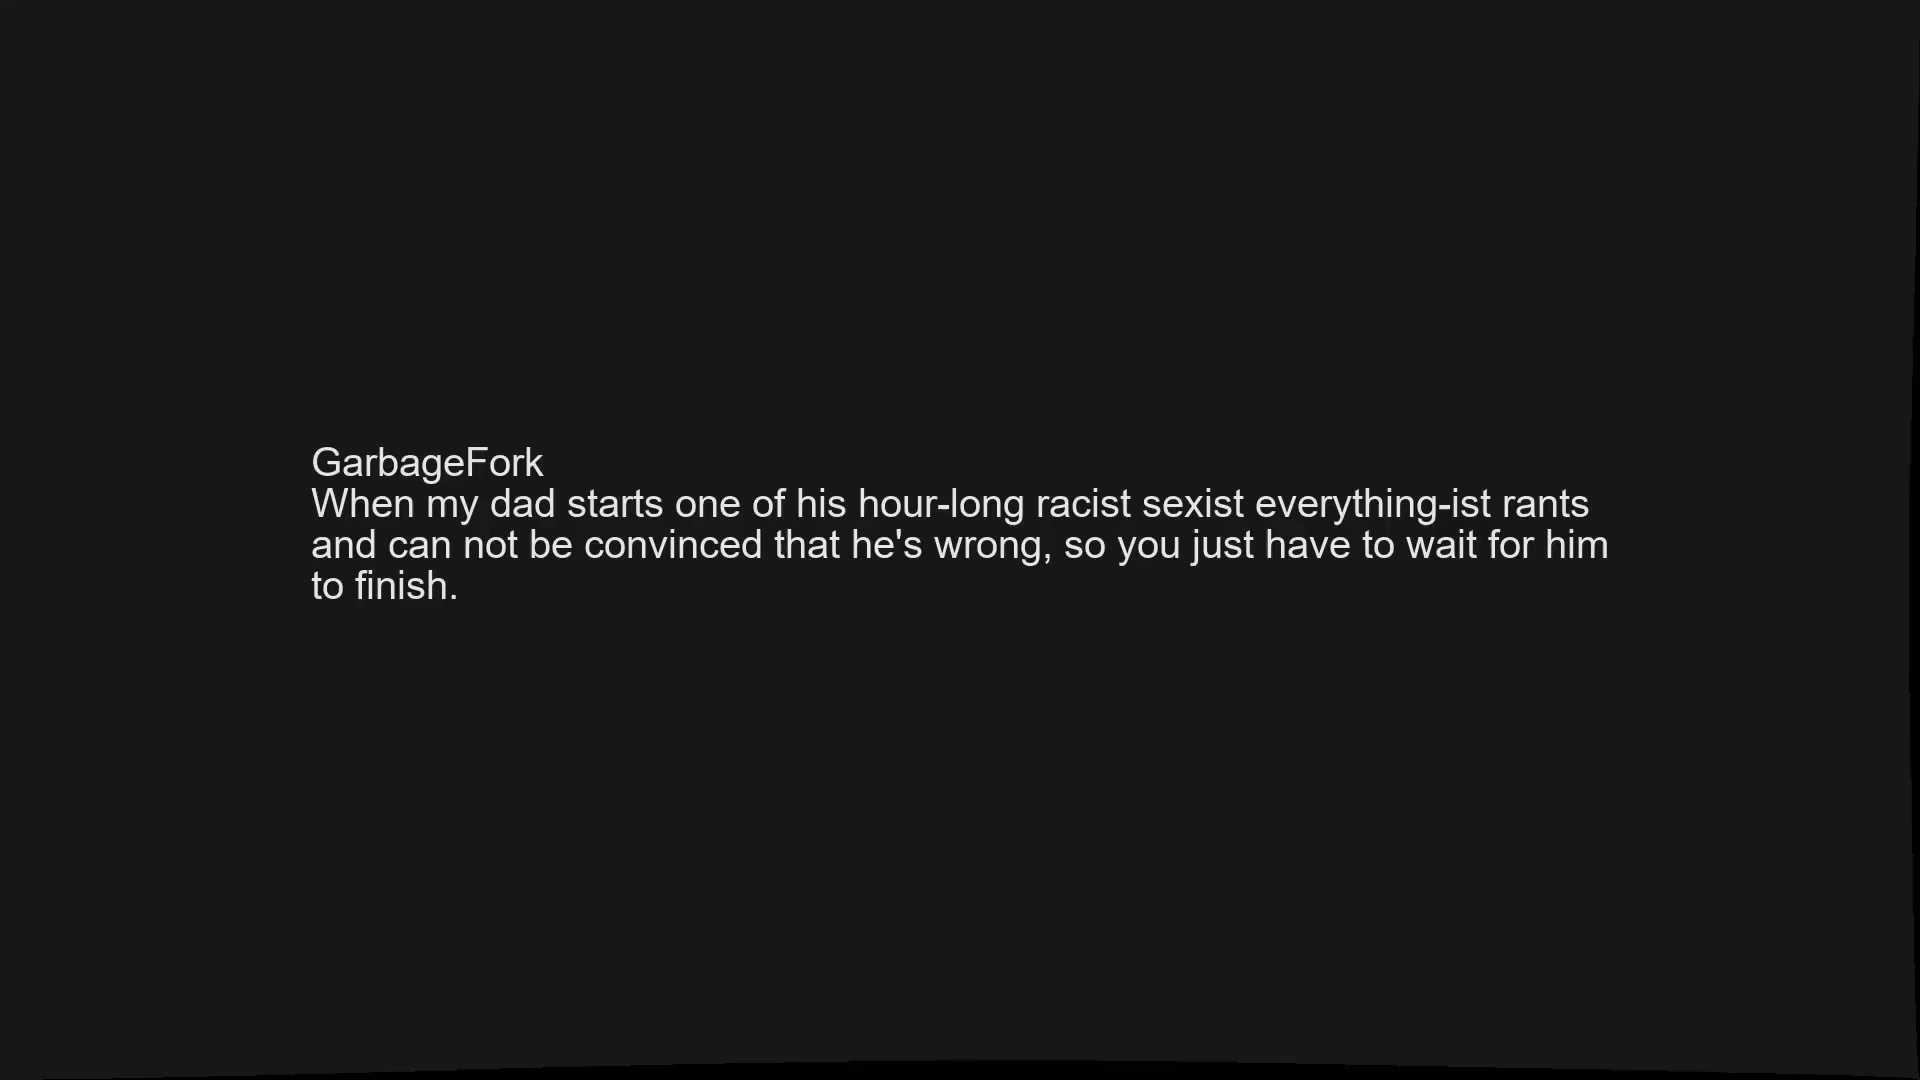 GarbageFork
When my dad starts one of his hour-long racist sexist everything-ist rants
and can not be convinced that he's wrong, so you just have to wait for him
to finish.